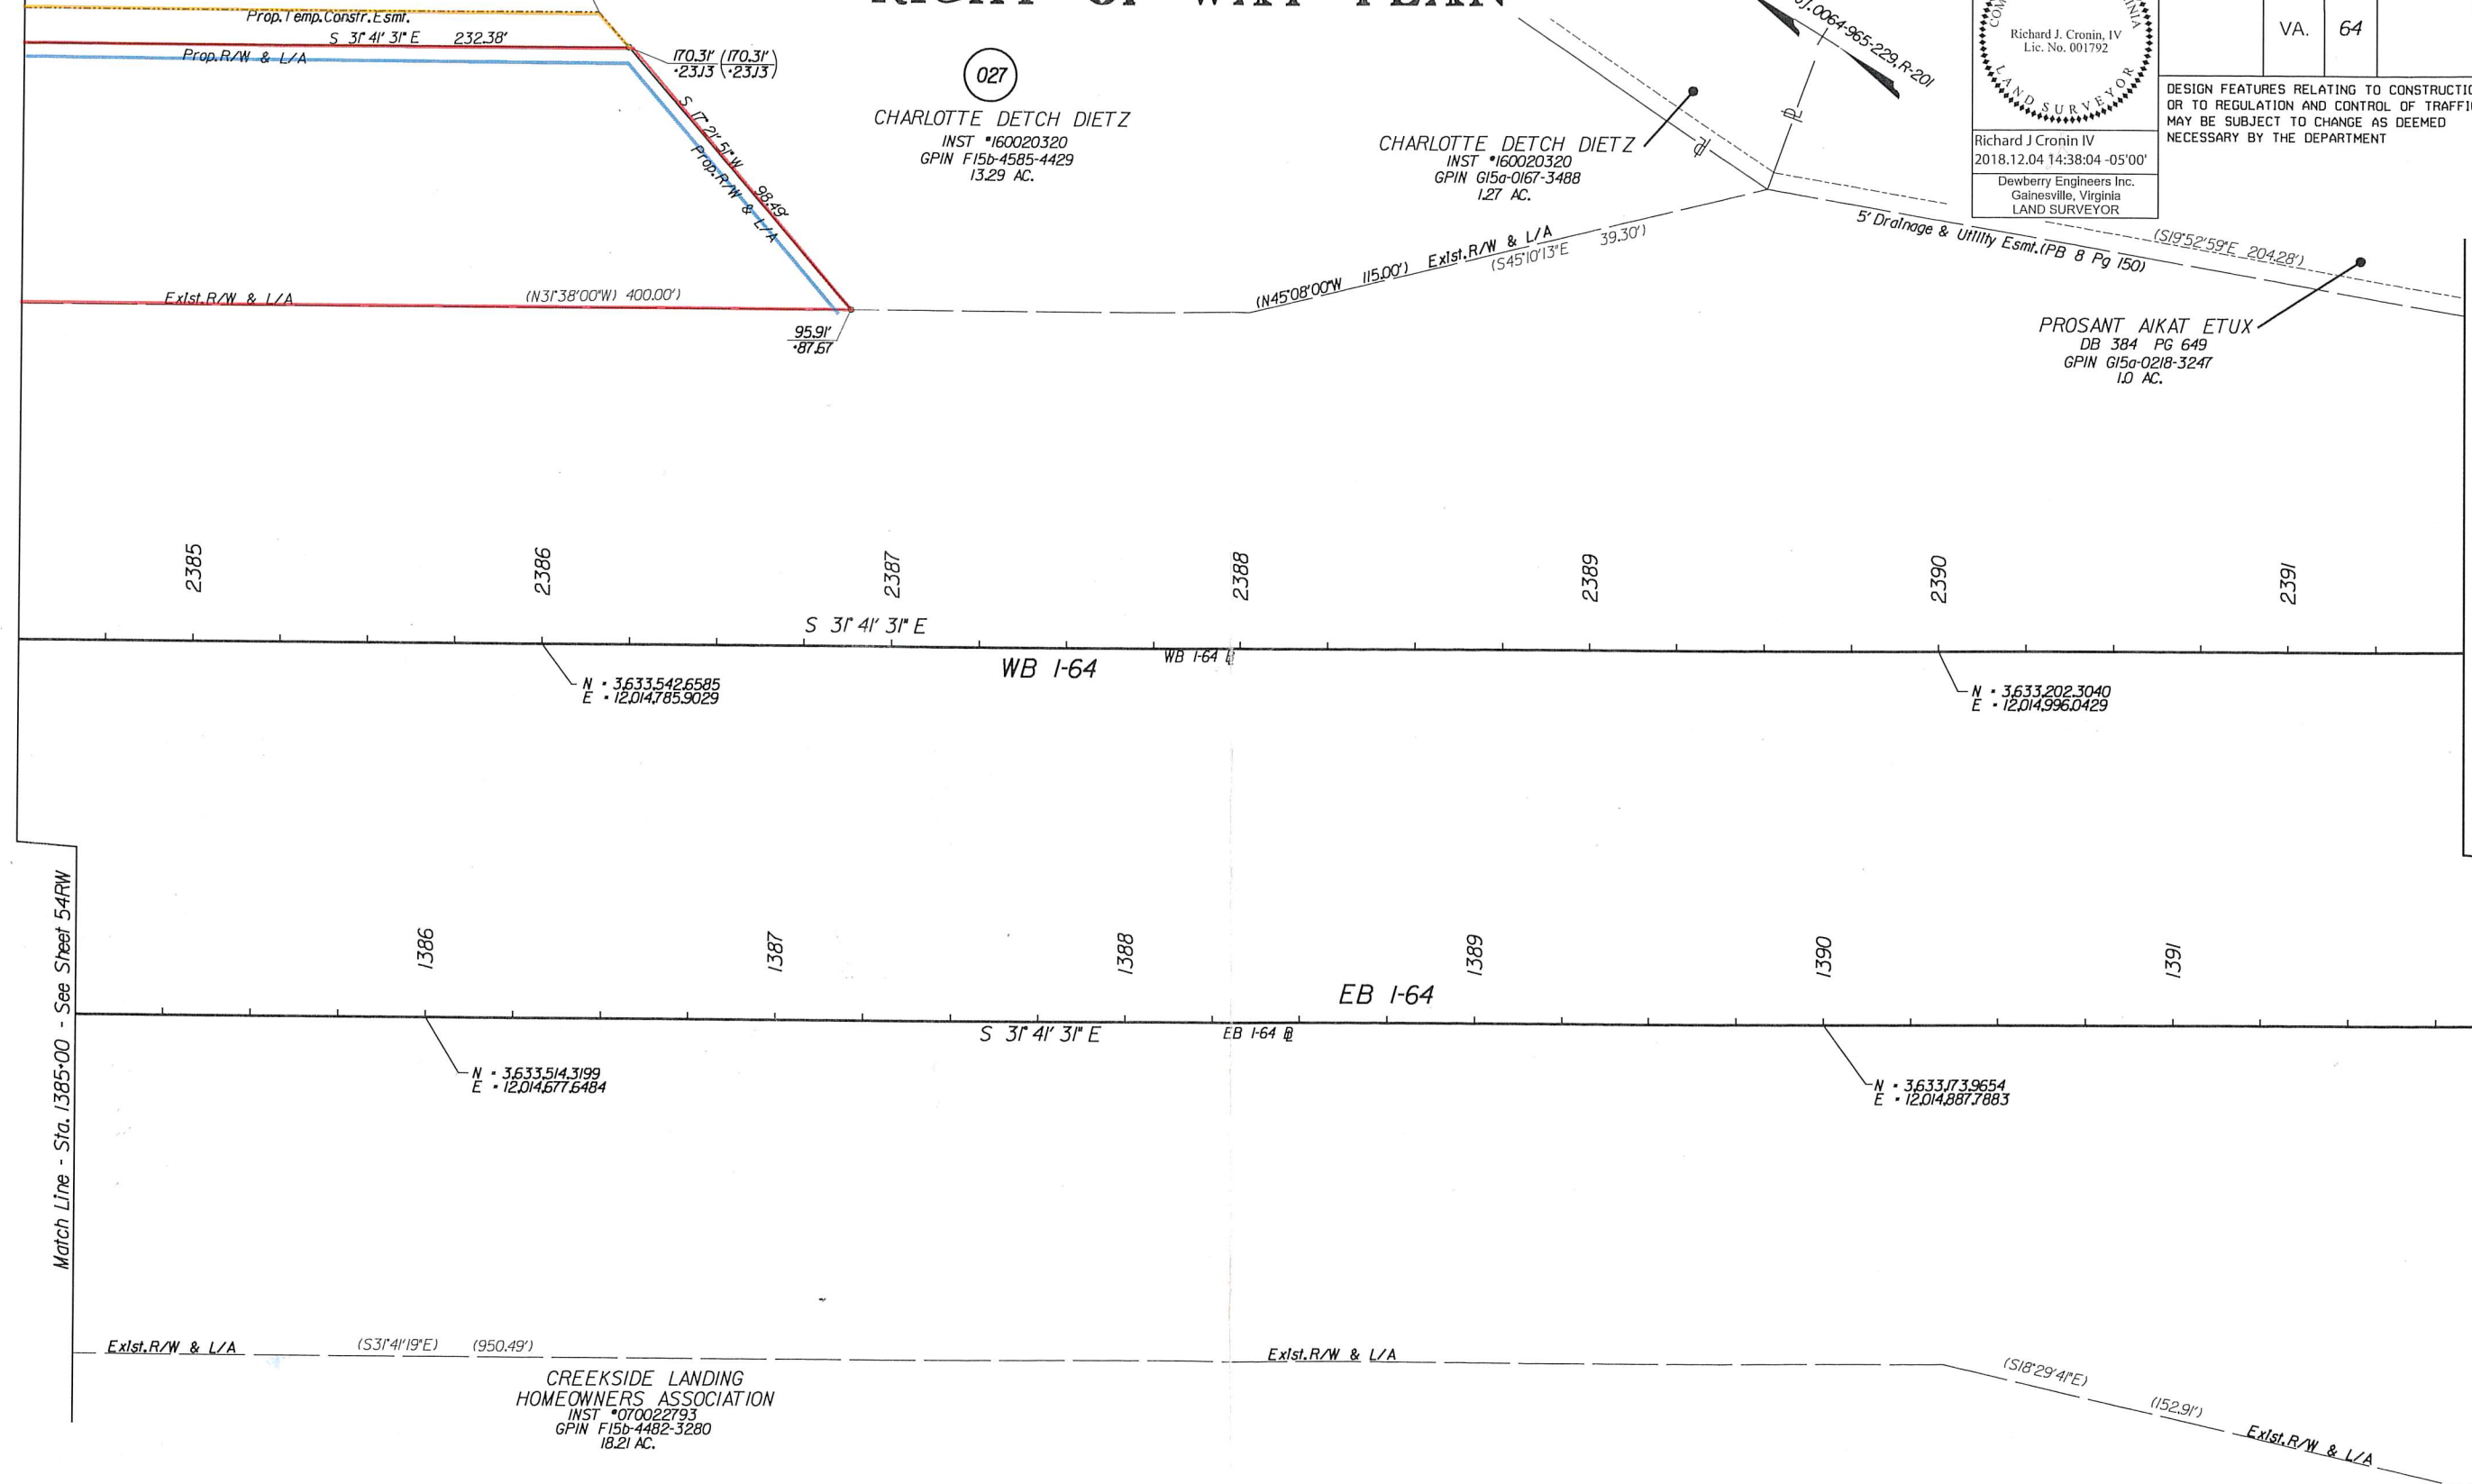 RIGHT OF WAY PLAN
Prop.Temp.Constr.Esmt.
S 31° 41' 31" E 232.38'
Prop.R/W & L/A
170.31' (170.31')
+23.13 (+23.13)
S 17° 21' 51" W 98.49'
Prop.R/W & L/A
027
CHARLOTTE DETCH DIETZ
INST #160020320
GPIN F15b-4585-4429
13.29 AC.
CHARLOTTE DETCH DIETZ
INST #160020320
GPIN G15a-0167-3488
1.27 AC.
0064-965-229,R-201
Richard J. Cronin, IV
Lic. No. 001792
LAND SURVEYOR
Richard J Cronin IV
2018.12.04 14:38:04 -05'00'
Dewberry Engineers Inc.
Gainesville, Virginia
LAND SURVEYOR
VA. 64
DESIGN FEATURES RELATING TO CONSTRUCTIO
OR TO REGULATION AND CONTROL OF TRAFFI
MAY BE SUBJECT TO CHANGE AS DEEMED
NECESSARY BY THE DEPARTMENT
Exist.R/W & L/A
(N31°38'00"W) 400.00')
95.91'
+87.67
(N45°08'00"W 115.00')
Exist.R/W & L/A
(S45°10'13"E 39.30')
5' Drainage & Utility Esmt.(PB 8 Pg 150)
(S19°52'59"E 204.28')
PROSANT AIKAT ETUX
DB 384 PG 649
GPIN G15a-0218-3247
1.0 AC.
2385
2386
2387
2388
2389
2390
2391
S 31° 41' 31" E
WB I-64
WB I-64
N = 3,633,542.6585
E = 12,014,785.9029
N = 3,633,202.3040
E = 12,014,996.0429
Match Line - Sta. 1385+00 - See Sheet 54RW
1386
1387
1388
1389
1390
1391
EB I-64
S 31° 41' 31" E
EB I-64
N = 3,633,514.3199
E = 12,014,677.6484
N = 3,633,173.9654
E = 12,014,887.7883
Exist.R/W & L/A
(S31°41'19"E) (950.49')
Exist.R/W & L/A
(S18°29'41"E)
(152.91')
Exist.R/W & L/A
CREEKSIDE LANDING
HOMEOWNERS ASSOCIATION
INST #070022793
GPIN F15b-4482-3280
18.21 AC.